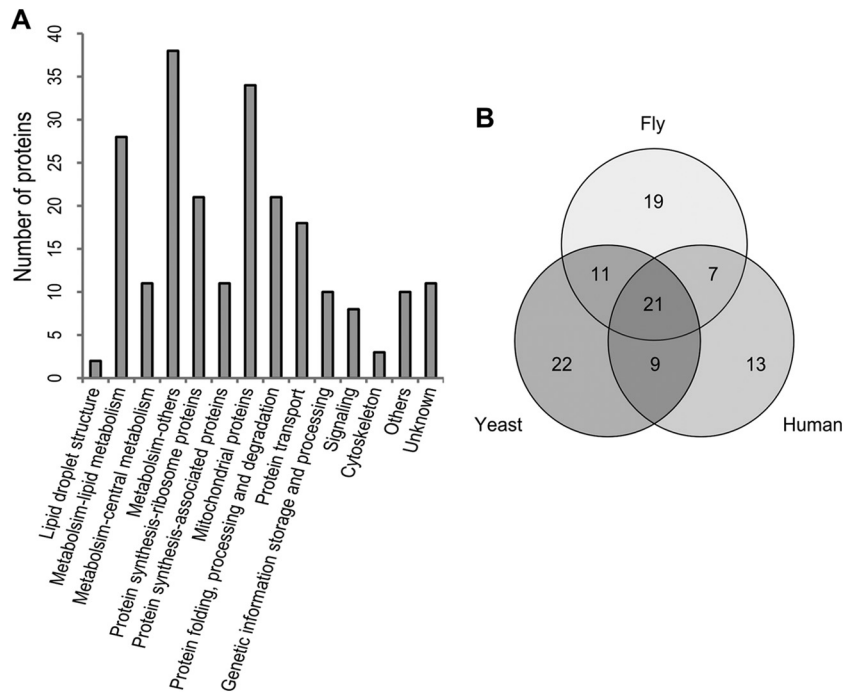 A
Number of proteins
40
35
30
25
20
15
10
5
0
Lipid droplet structure
Metabolsim-lipid metabolism
Metabolsim-central metabolism
Metabolsim-others
Protein synthesis-ribosome proteins
Protein synthesis-associated proteins
Mitochondrial proteins
Protein folding, processing and degradation
Protein transport
Genetic information storage and processing
Signaling
Cytoskeleton
Others
Unknown
B
Fly
19
11
7
21
22
9
13
Yeast
Human